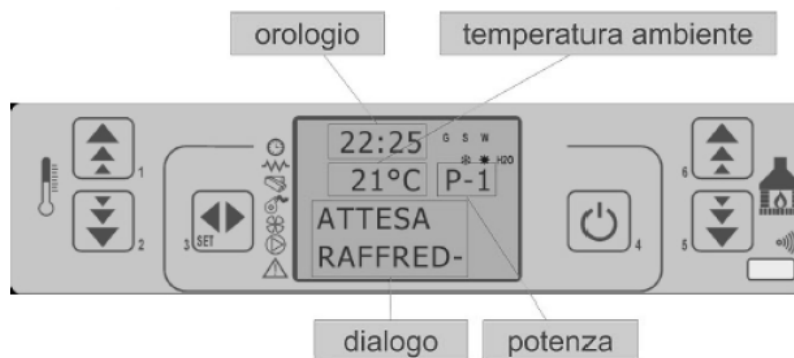 orologio
temperatura ambiente
22:25 G S W
H2O
21°C P-1
ATTESA
RAFFRED-
1
2
3 SET
4
6
5
dialogo
potenza